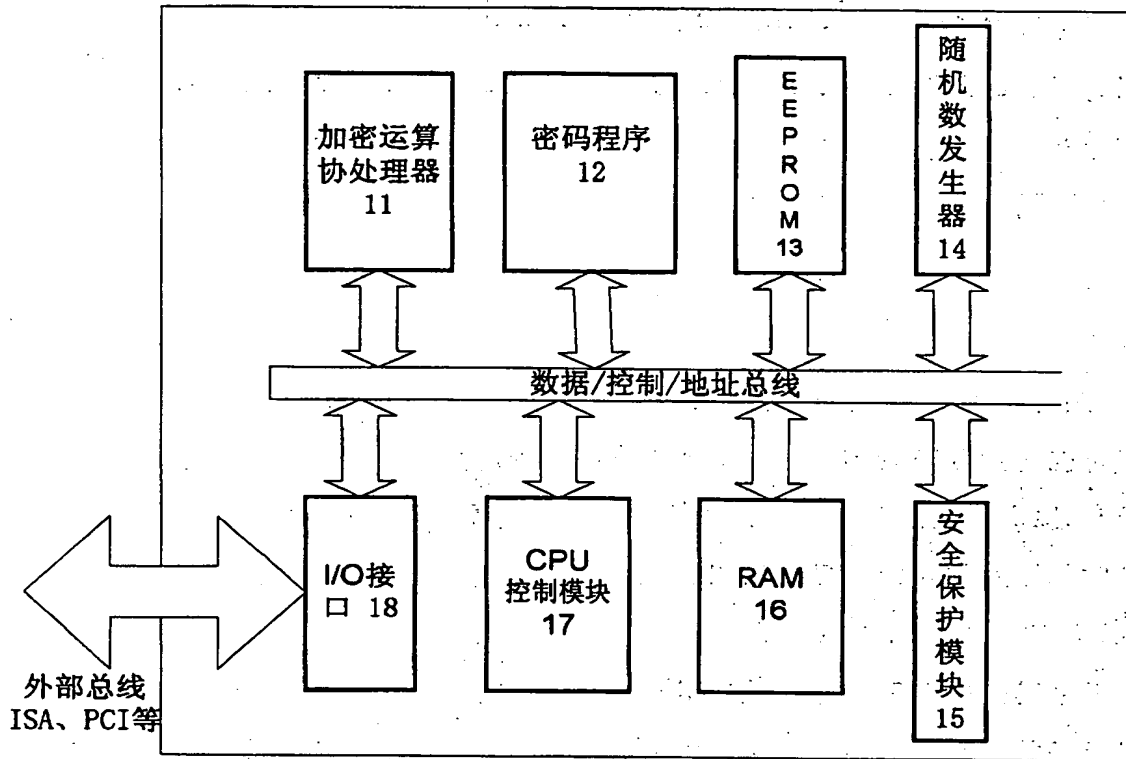 加密运算
协处理器
11
密码程序
12
EEPROM
13
随机数发生器
14
数据/控制/地址总线
I/O接
口 18
CPU
控制模块
17
RAM
16
安全保护模块
15
外部总线
ISA、PCI等